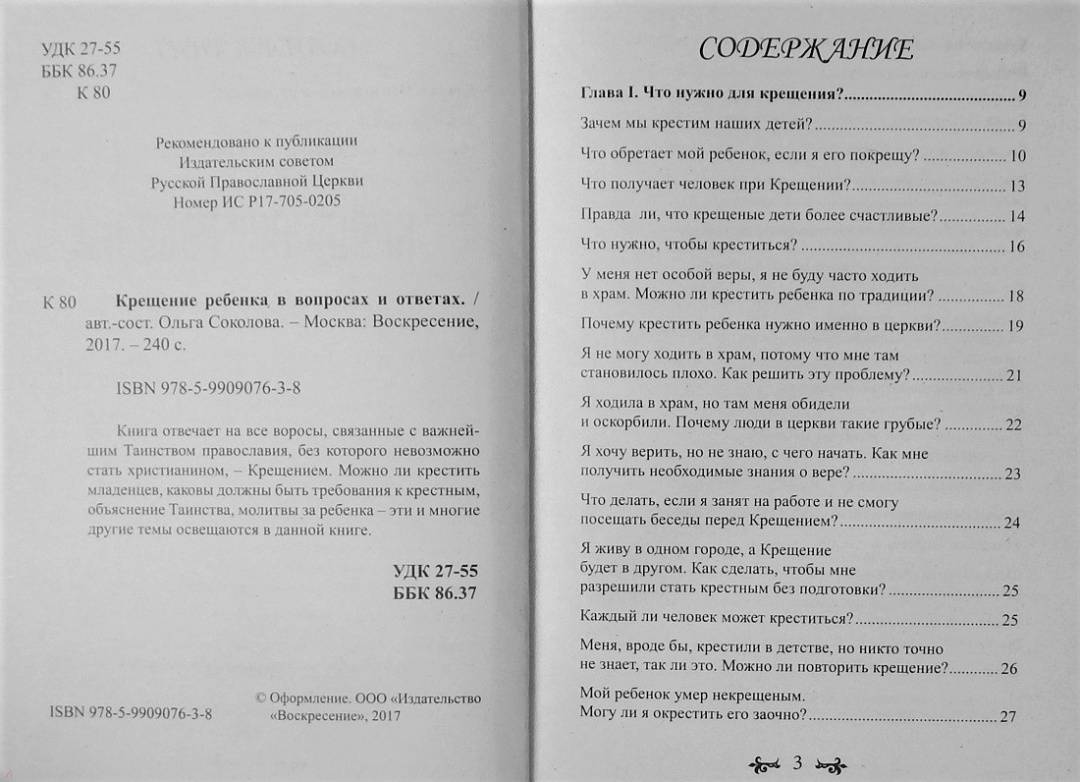 УДК 27-55
ББК 86.37
К 80
Рекомендовано к публикации
Издательским советом
Русской Православной Церкви
Номер ИС Р17-705-0205
К 80 Крещение ребенка в вопросах и ответах. /
авт.-сост. Ольга Соколова. – Москва: Воскресение,
2017. – 240 с.
ISBN 978-5-9909076-3-8
Книга отвечает на все воросы, связанные с важней-
шим Таинством православия, без которого невозможно
стать христианином, – Крещением. Можно ли крестить
младенцев, каковы должны быть требования к крестным,
объяснение Таинства, молитвы за ребенка – эти и многие
другие темы освещаются в данной книге.
УДК 27-55
ББК 86.37
© Оформление. ООО «Издательство
«Воскресение», 2017
ISBN 978-5-9909076-3-8
СОДЕРЖАНИЕ
Глава I. Что нужно для крещения?.......... 9
Зачем мы крестим наших детей?.......... 9
Что обретает мой ребенок, если я его покрещу?.......... 10
Что получает человек при Крещении?.......... 13
Правда ли, что крещеные дети более счастливые?.......... 14
Что нужно, чтобы креститься?.......... 16
У меня нет особой веры, я не буду часто ходить
в храм. Можно ли крестить ребенка по традиции?.......... 18
Почему крестить ребенка нужно именно в церкви?.......... 19
Я не могу ходить в храм, потому что мне там
становилось плохо. Как решить эту проблему?.......... 21
Я ходила в храм, но там меня обидели
и оскорбили. Почему люди в церкви такие грубые?.......... 22
Я хочу верить, но не знаю, с чего начать. Как мне
получить необходимые знания о вере?.......... 23
Что делать, если я занят на работе и не смогу
посещать беседы перед Крещением?.......... 24
Я живу в одном городе, а Крещение
будет в другом. Как сделать, чтобы мне
разрешили стать крестным без подготовки?.......... 25
Каждый ли человек может креститься?.......... 25
Меня, вроде бы, крестили в детстве, но никто точно
не знает, так ли это. Можно ли повторить крещение?.......... 26
Мой ребенок умер некрещеным.
Могу ли я окрестить его заочно?.......... 27
3